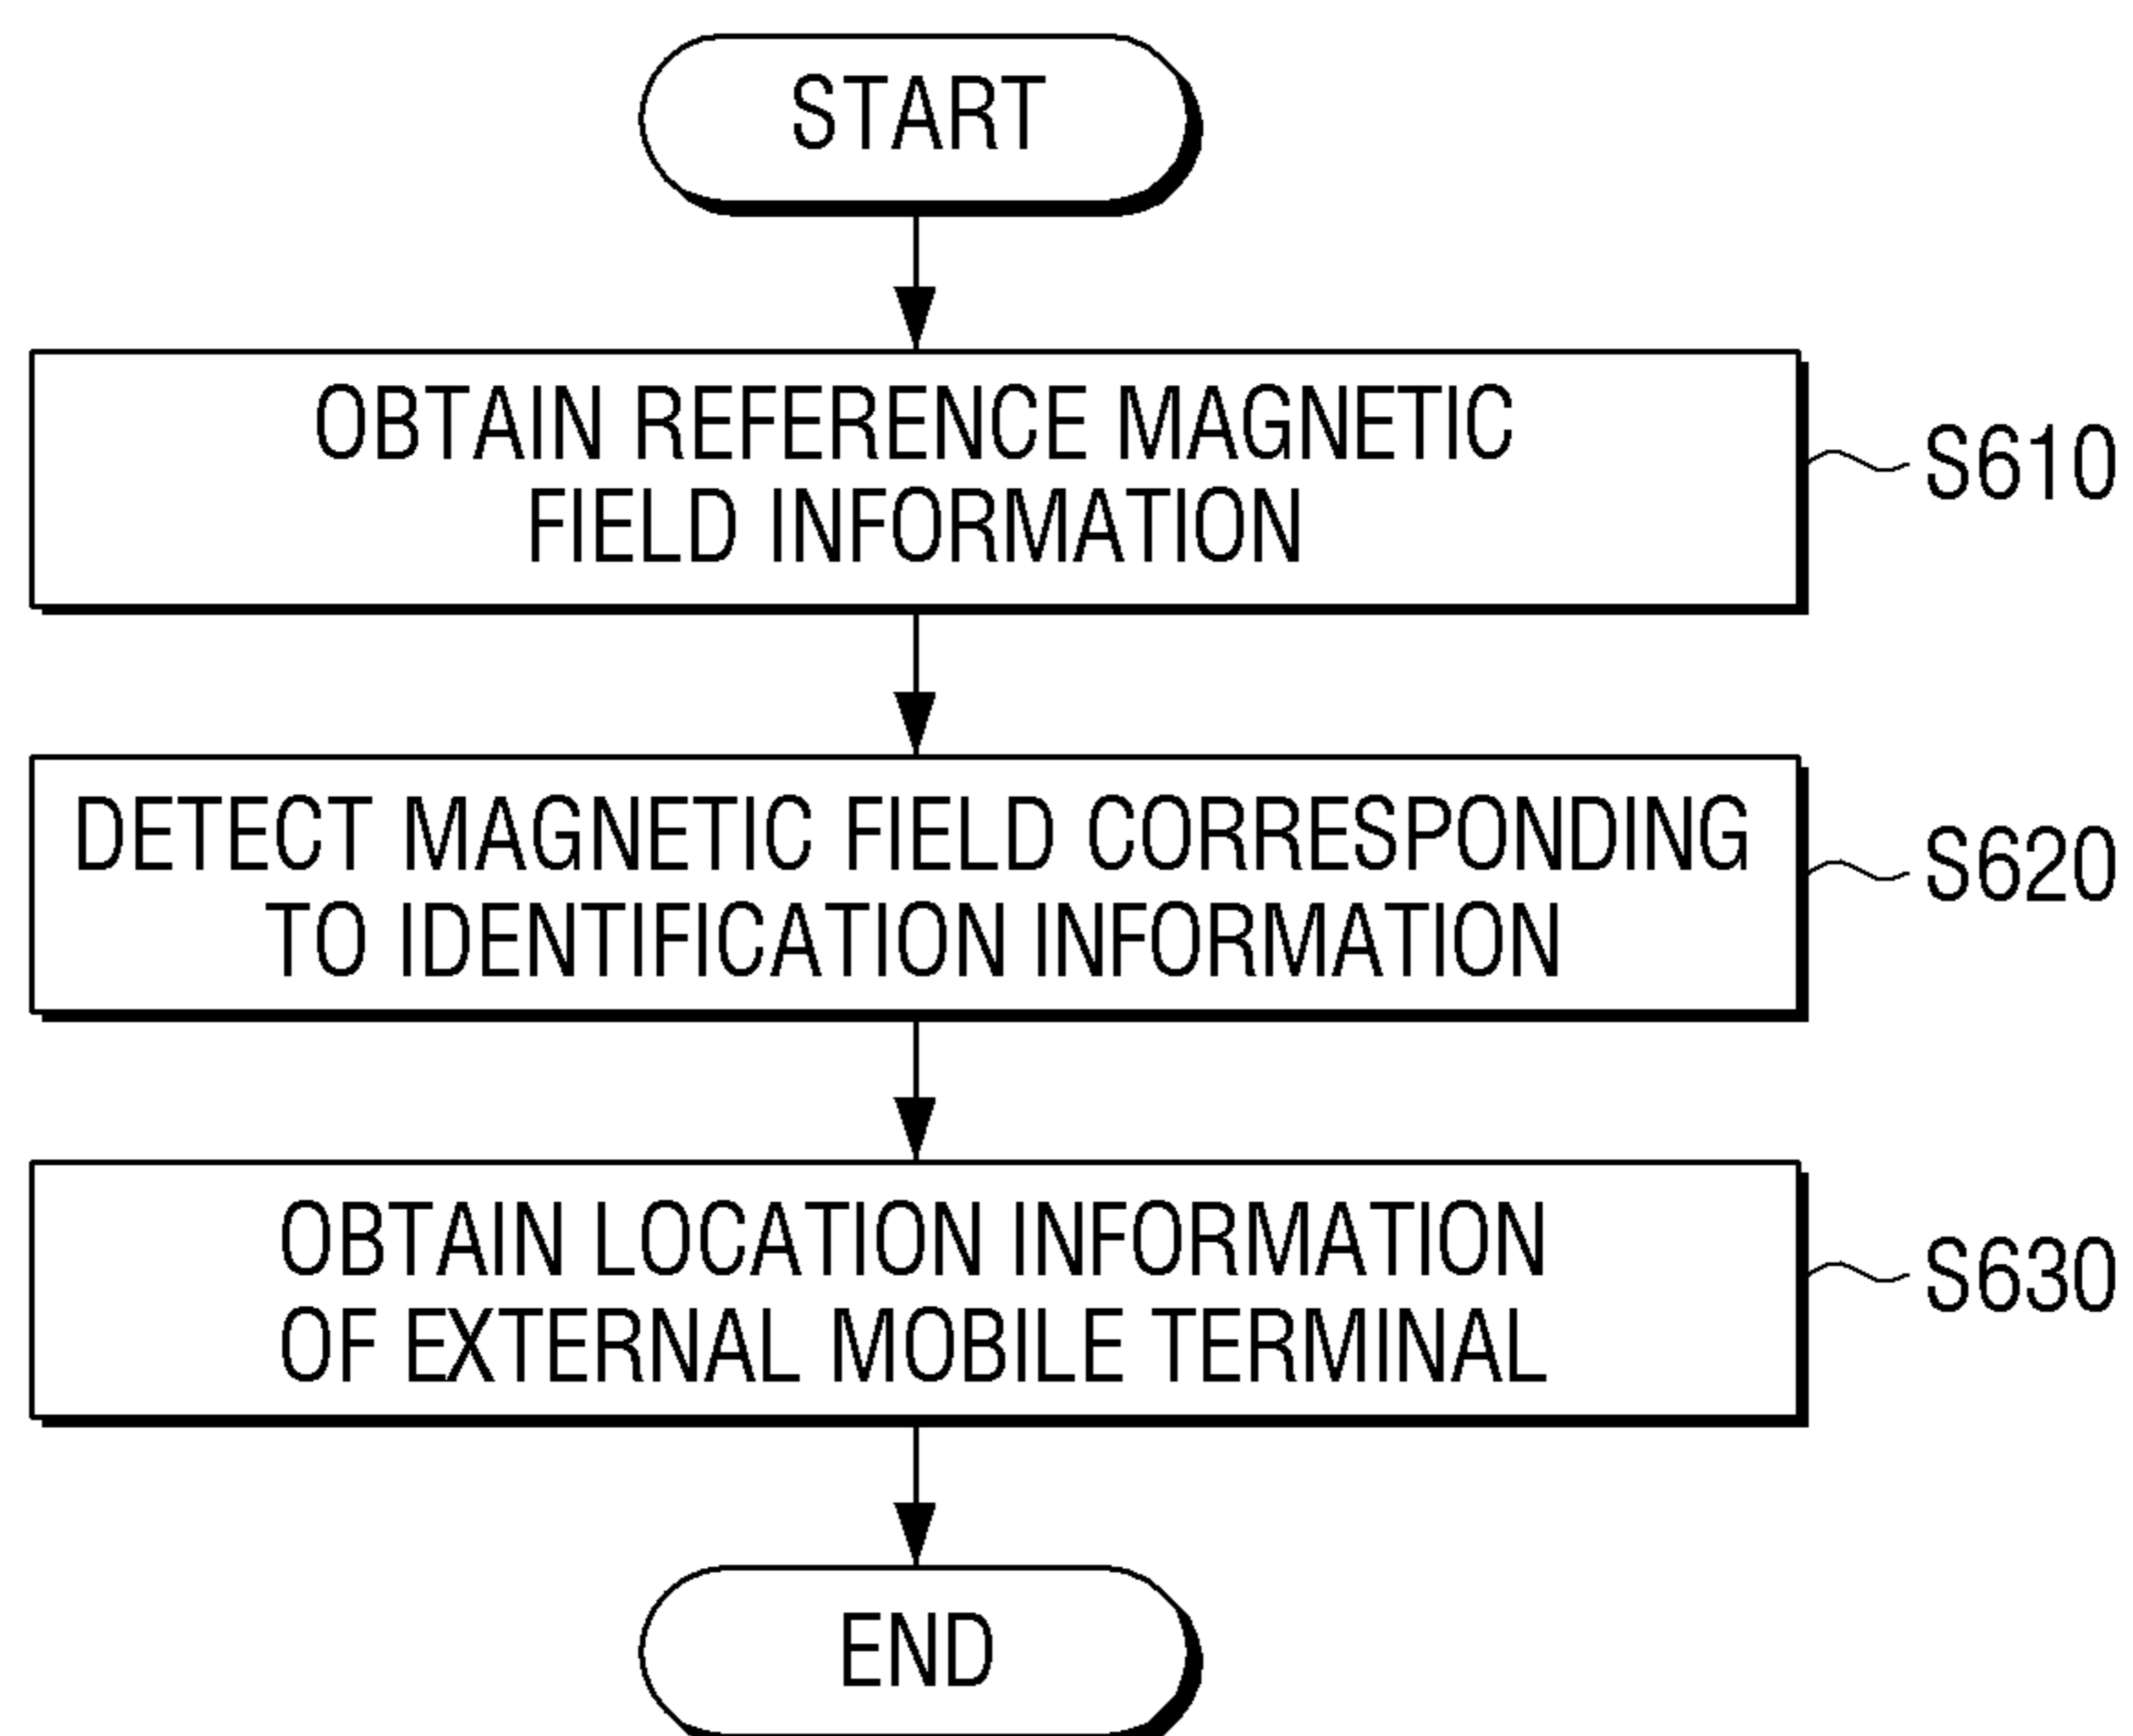 START
OBTAIN REFERENCE MAGNETIC
FIELD INFORMATION
S610
DETECT MAGNETIC FIELD CORRESPONDING
TO IDENTIFICATION INFORMATION
S620
OBTAIN LOCATION INFORMATION
OF EXTERNAL MOBILE TERMINAL
S630
END